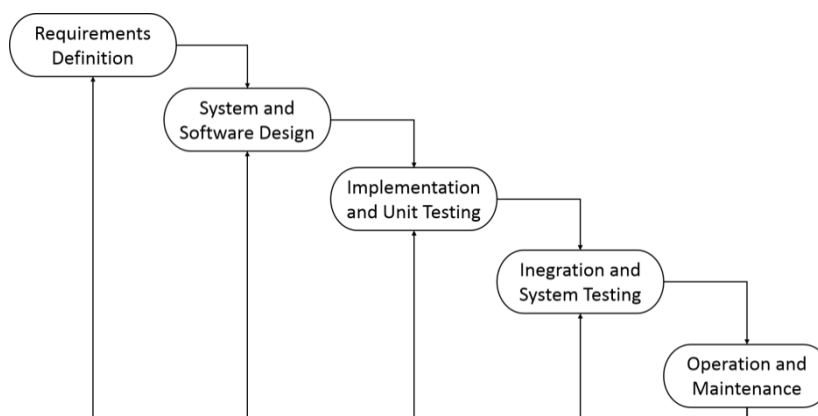 Requirements
Definition
System and
Software Design
Implementation
and Unit Testing
Inegration and
System Testing
Operation and
Maintenance